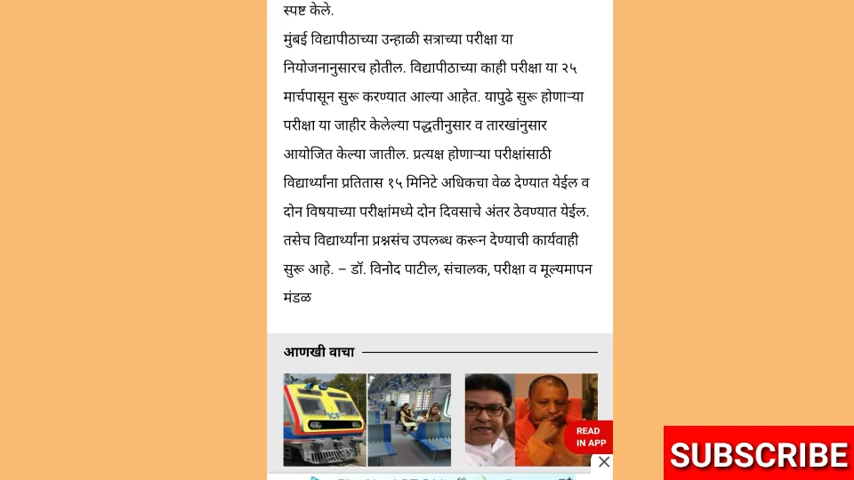 स्पष्ट केले.
मुंबई विद्यापीठाच्या उन्हाळी सत्राच्या परीक्षा या
नियोजनानुसारच होतील. विद्यापीठाच्या काही परीक्षा या २५
मार्चपासून सुरू करण्यात आल्या आहेत. यापुढे सुरू होणाऱ्या
परीक्षा या जाहीर केलेल्या पद्धतीनुसार व तारखांनुसार
आयोजित केल्या जातील. प्रत्यक्ष होणाऱ्या परीक्षांसाठी
विद्यार्थ्यांना प्रतितास १५ मिनिटे अधिकचा वेळ देण्यात येईल व
दोन विषयाच्या परीक्षांमध्ये दोन दिवसाचे अंतर ठेवण्यात येईल.
तसेच विद्यार्थ्यांना प्रश्नसंच उपलब्ध करून देण्याची कार्यवाही
सुरू आहे. – डॉ. विनोद पाटील, संचालक, परीक्षा व मूल्यमापन
मंडळ
आणखी वाचा
ICF
READ
IN APP
SUBSCRIBE